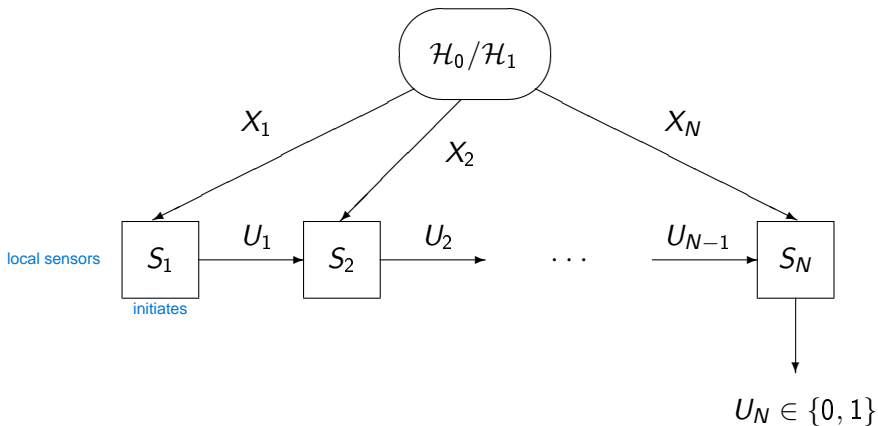 ℋ₀/ℋ₁
X₁
X₂
X_N
local sensors
S₁
U₁
S₂
U₂
· · ·
U_{N−1}
S_N
initiates
U_N ∈ {0, 1}